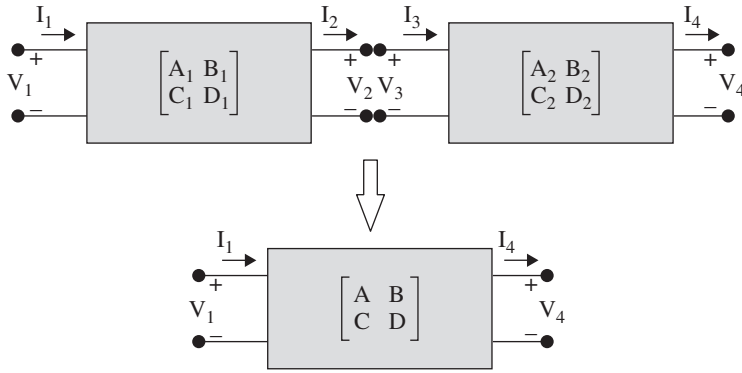 I₁ I₂ I₃ I₄
+ + + +
V₁ [A₁ B₁ C₁ D₁] V₂ V₃ [A₂ B₂ C₂ D₂] V₄
− − − −
I₁ I₄
+ +
V₁ [A B C D] V₄
− −